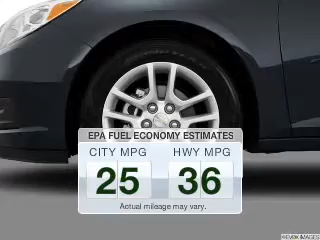 EPA FUEL ECONOMY ESTIMATES
CITY MPG HWY MPG
25 36
Actual mileage may vary.